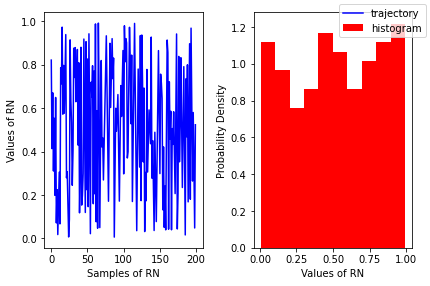 trajectory
histogram
Values of RN
1.0
0.8
0.6
0.4
0.2
0.0
0 50 100 150 200
Samples of RN
Probability Density
1.2
1.0
0.8
0.6
0.4
0.2
0.0
0.00 0.25 0.50 0.75 1.00
Values of RN